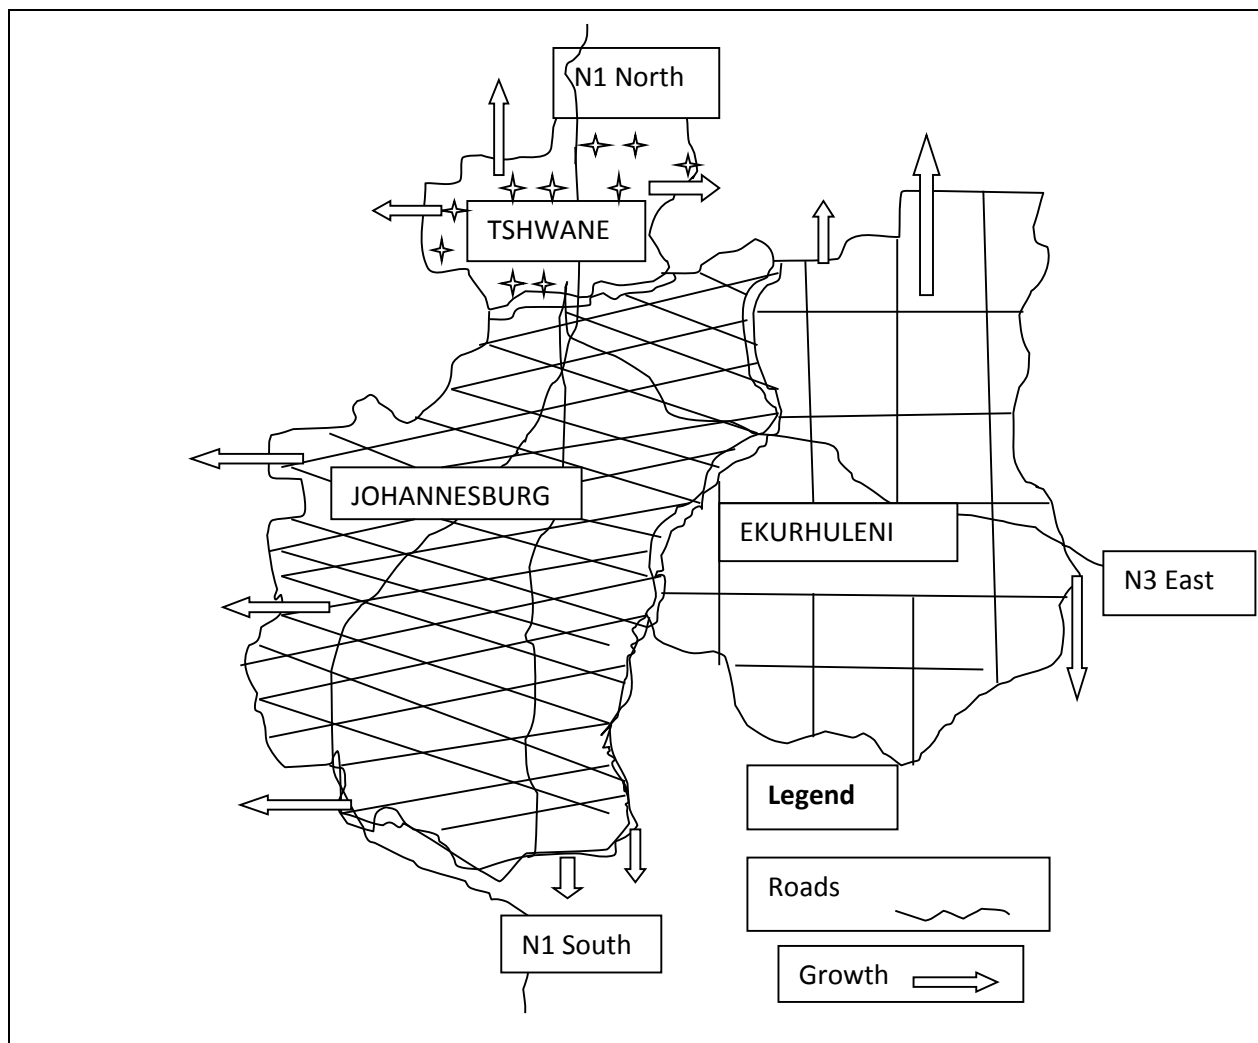 N1 North
TSHWANE
JOHANNESBURG
EKURHULENI
N3 East
Legend
Roads
N1 South
Growth